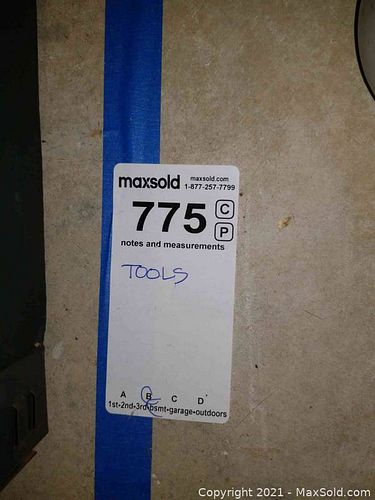 maxsold maxsold.com
1-877-257-7799
775 C
P
notes and measurements
TOOLS
A B C D
1st-2nd-3rd-bsmt-garage-outdoors
Copyright 2021 - MaxSold.com